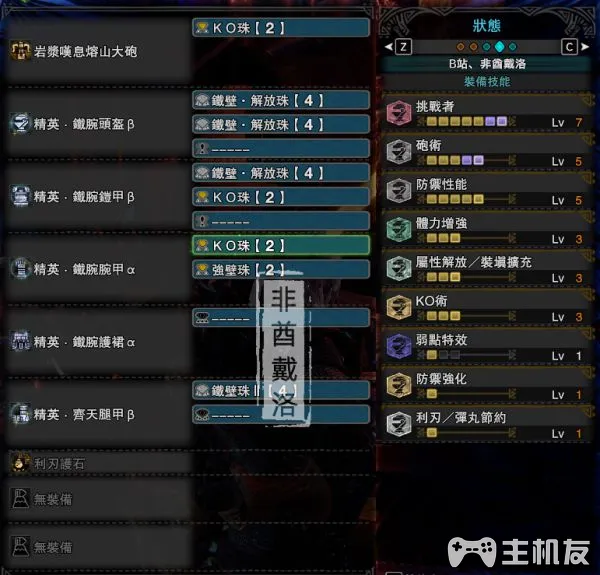 岩漿嘆息熔山大砲
KO珠【2】
精英．鐵腕頭盔β
鐵壁．解放珠【4】
鐵壁．解放珠【4】
-----
精英．鐵腕鎧甲β
鐵壁．解放珠【4】
KO珠【2】
-----
精英．鐵腕腕甲α
KO珠【2】
強壁珠【2】
精英．鐵腕護裙α
-----
精英．齊天腿甲β
鐵壁珠II【4】
-----
利刃護石
無裝備
無裝備
非酋戴洛
狀態
Z
C
B站、非酋戴洛
裝備技能
挑戰者
Lv 7
砲術
Lv 5
防禦性能
Lv 5
體力增強
Lv 3
屬性解放／裝填擴充
Lv 3
KO術
Lv 3
弱點特效
Lv 1
防禦強化
Lv 1
利刃／彈丸節約
Lv 1
主机友